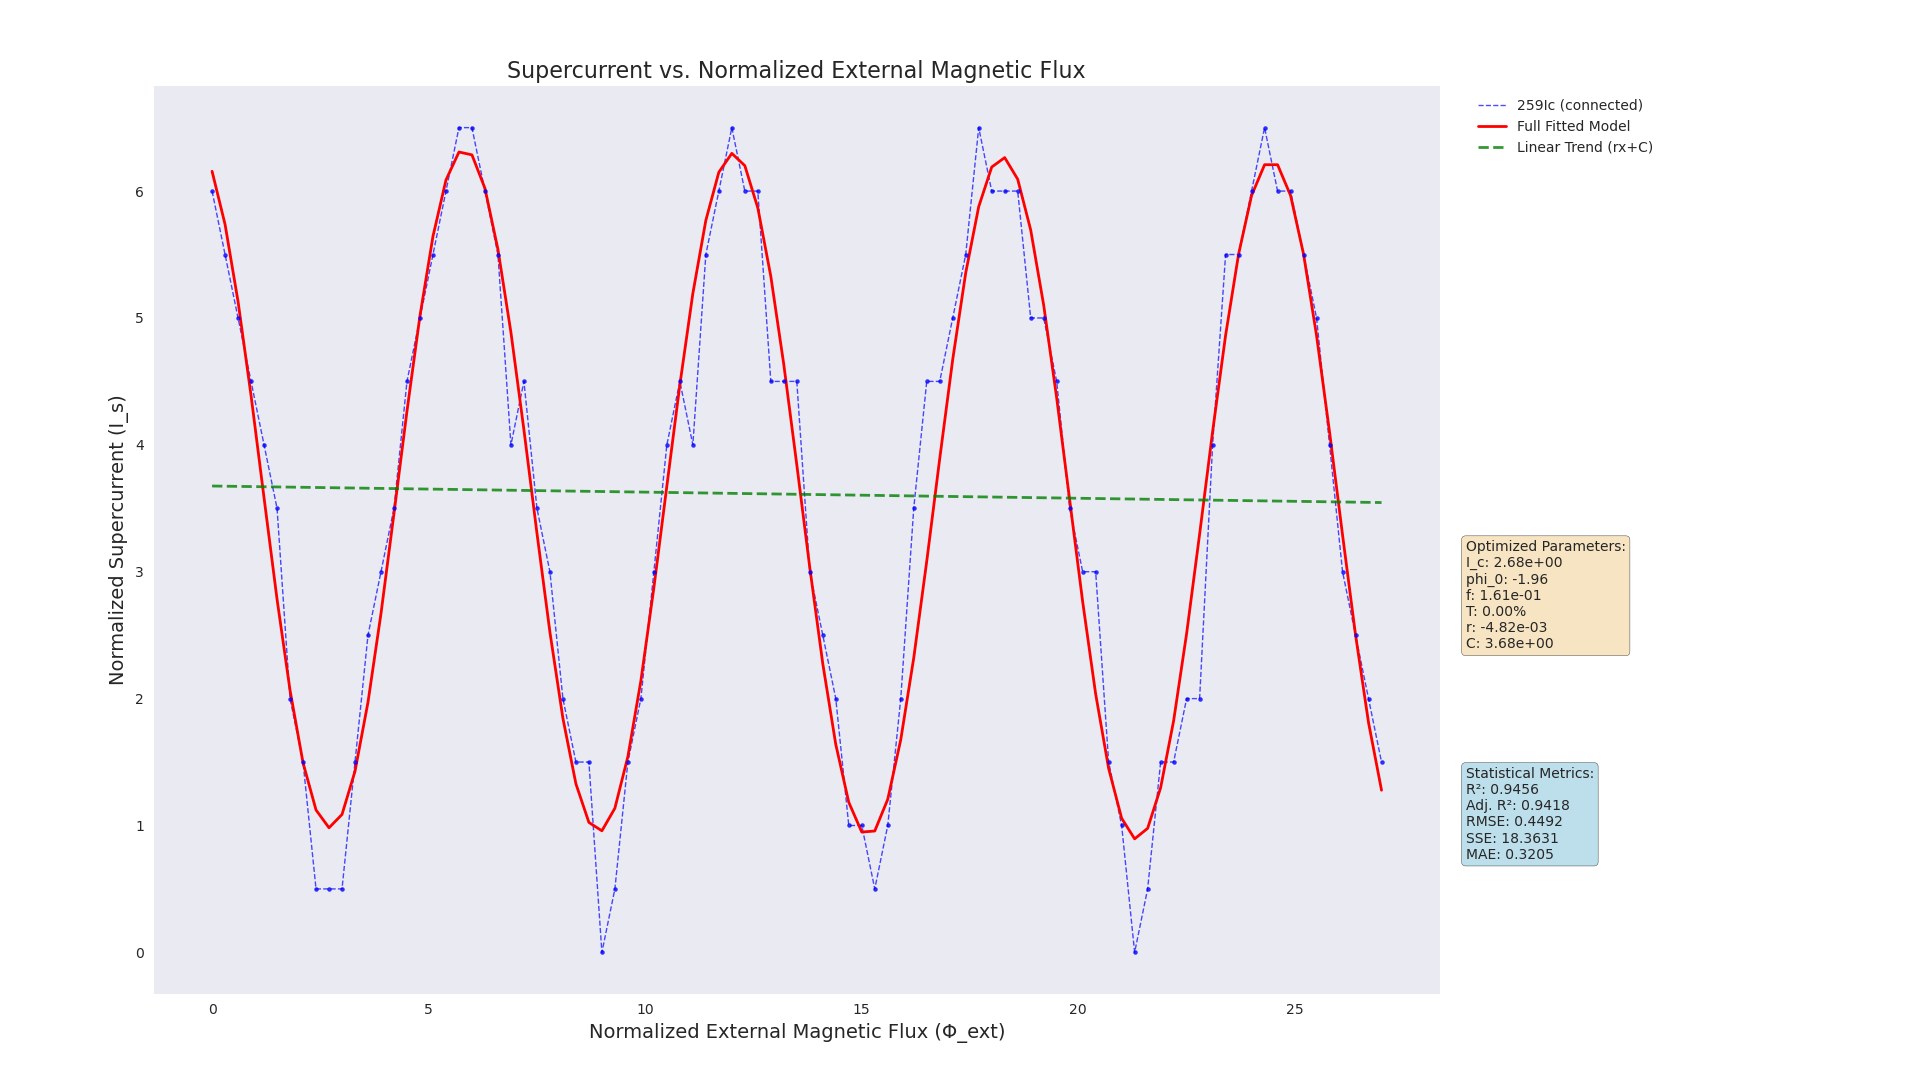 Supercurrent vs. Normalized External Magnetic Flux
259Ic (connected)
Full Fitted Model
Linear Trend (rx+C)
Normalized Supercurrent (I_s)
6
5
4
3
2
1
0
0 5 10 15 20 25
Normalized External Magnetic Flux (Φ_ext)
Optimized Parameters:
I_c: 2.68e+00
phi_0: -1.96
f: 1.61e-01
T: 0.00%
r: -4.82e-03
C: 3.68e+00
Statistical Metrics:
R²: 0.9456
Adj. R²: 0.9418
RMSE: 0.4492
SSE: 18.3631
MAE: 0.3205